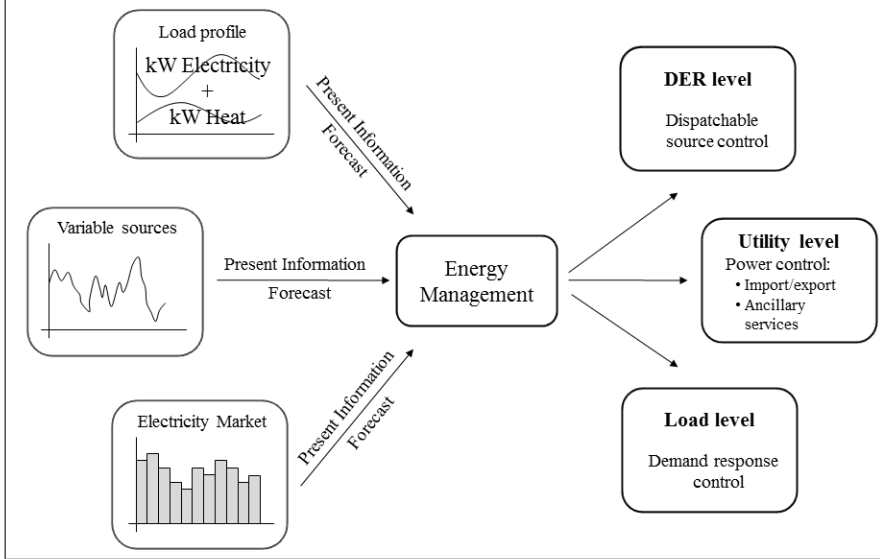 Load profile
kW Electricity
+
kW Heat
Present Information
Forecast
Variable sources
Present Information
Forecast
Electricity Market
Present Information
Forecast
Energy
Management
DER level
Dispatchable
source control
Utility level
Power control:
• Import/export
• Ancillary
services
Load level
Demand response
control